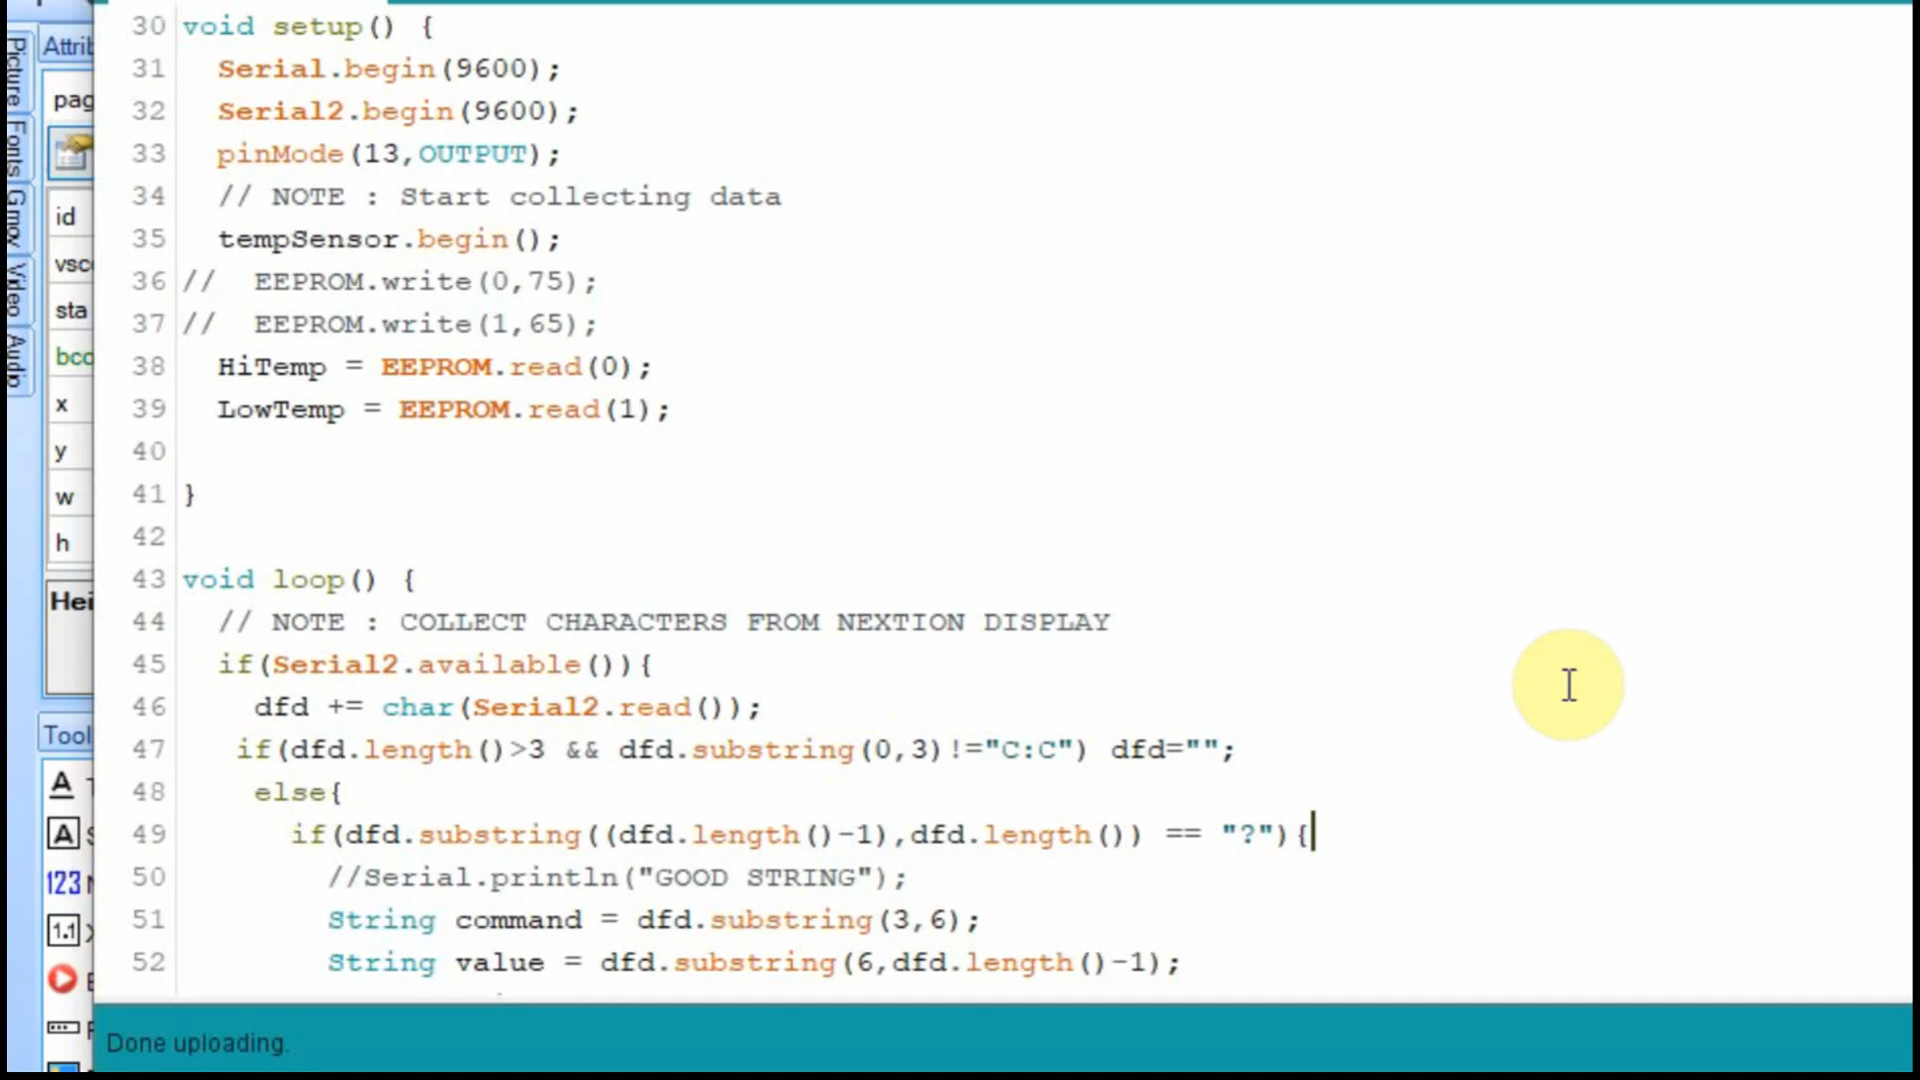 30 void setup() {
31 Serial.begin(9600);
32 Serial2.begin(9600);
33 pinMode(13,OUTPUT);
34 // NOTE : Start collecting data
35 tempSensor.begin();
36 // EEPROM.write(0,75);
37 // EEPROM.write(1,65);
38 HiTemp = EEPROM.read(0);
39 LowTemp = EEPROM.read(1);
40
41 }
42
43 void loop() {
44 // NOTE : COLLECT CHARACTERS FROM NEXTION DISPLAY
45 if(Serial2.available()){
46 dfd += char(Serial2.read());
47 if(dfd.length()>3 && dfd.substring(0,3)!="C:C") dfd="";
48 else{
49 if(dfd.substring((dfd.length()-1),dfd.length()) == "?"){
50 //Serial.println("GOOD STRING");
51 String command = dfd.substring(3,6);
52 String value = dfd.substring(6,dfd.length()-1);
Done uploading.
Picture
Fonts
Gmov
Video
Audio
Attrib
pag
id
vsc
sta
bco
x
y
w
h
Hei
Tool
A
A
123
1.1